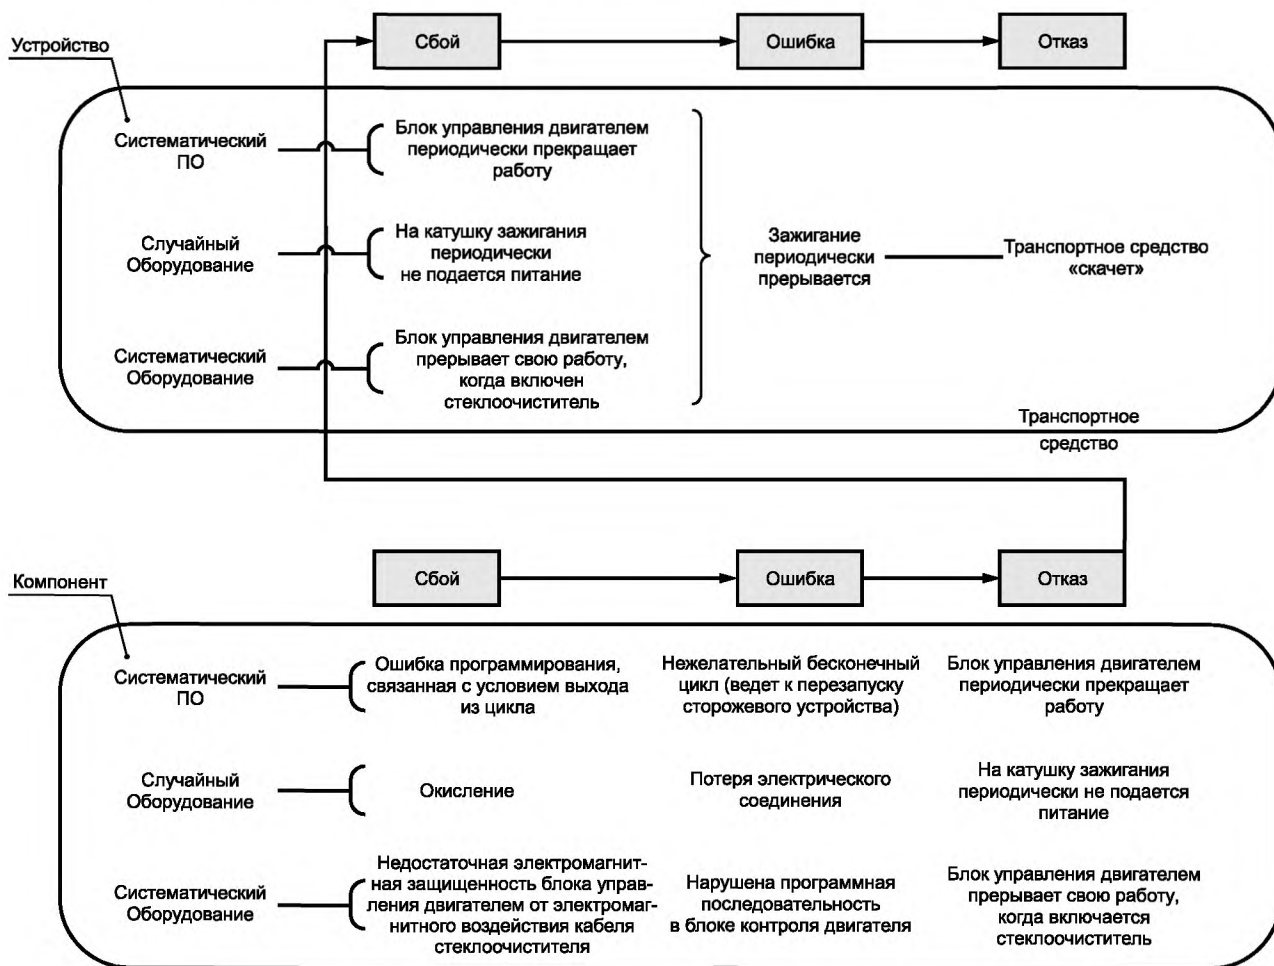 Устройство
Сбой
Ошибка
Отказ
Систематический
ПО
Блок управления двигателем
периодически прекращает
работу
Случайный
Оборудование
На катушку зажигания
периодически
не подается питание
Зажигание
периодически
прерывается
Транспортное средство
«скачет»
Систематический
Оборудование
Блок управления двигателем
прерывает свою работу,
когда включен
стеклоочиститель
Транспортное
средство
Компонент
Сбой
Ошибка
Отказ
Систематический
ПО
Ошибка программирования,
связанная с условием выхода
из цикла
Нежелательный бесконечный
цикл (ведет к перезапуску
сторожевого устройства)
Блок управления двигателем
периодически прекращает
работу
Случайный
Оборудование
Окисление
Потеря электрического
соединения
На катушку зажигания
периодически не подается
питание
Систематический
Оборудование
Недостаточная электромагнит-
ная защищенность блока управ-
ления двигателем от электромаг-
нитного воздействия кабеля
стеклоочистителя
Нарушена программная
последовательность
в блоке контроля двигателя
Блок управления двигателем
прерывает свою работу,
когда включается
стеклоочиститель